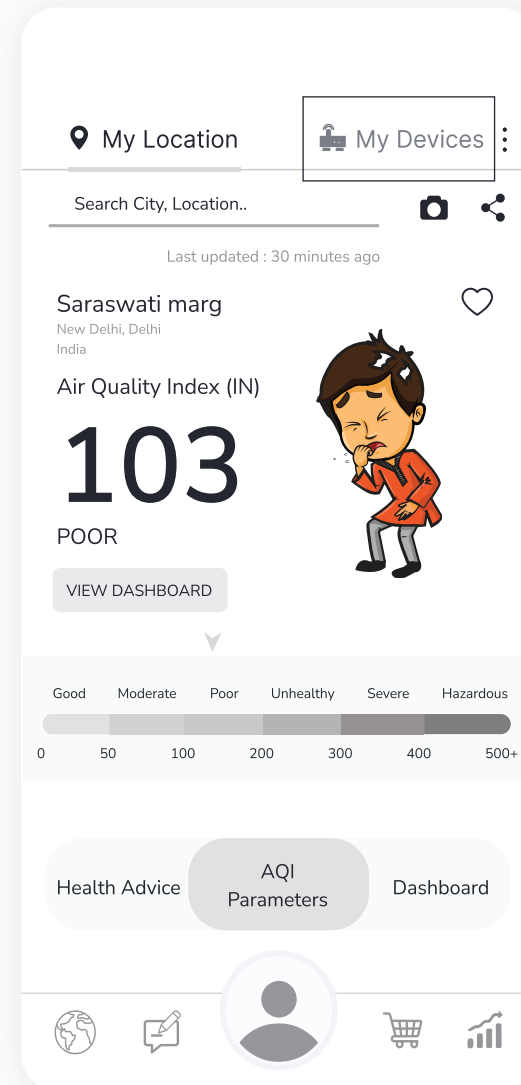 My Location
My Devices
Search City, Location..
Last updated : 30 minutes ago
Saraswati marg
New Delhi, Delhi
India
Air Quality Index (IN)
103
POOR
VIEW DASHBOARD
Good Moderate Poor Unhealthy Severe Hazardous
0 50 100 200 300 400 500+
Health Advice
AQI
Parameters
Dashboard